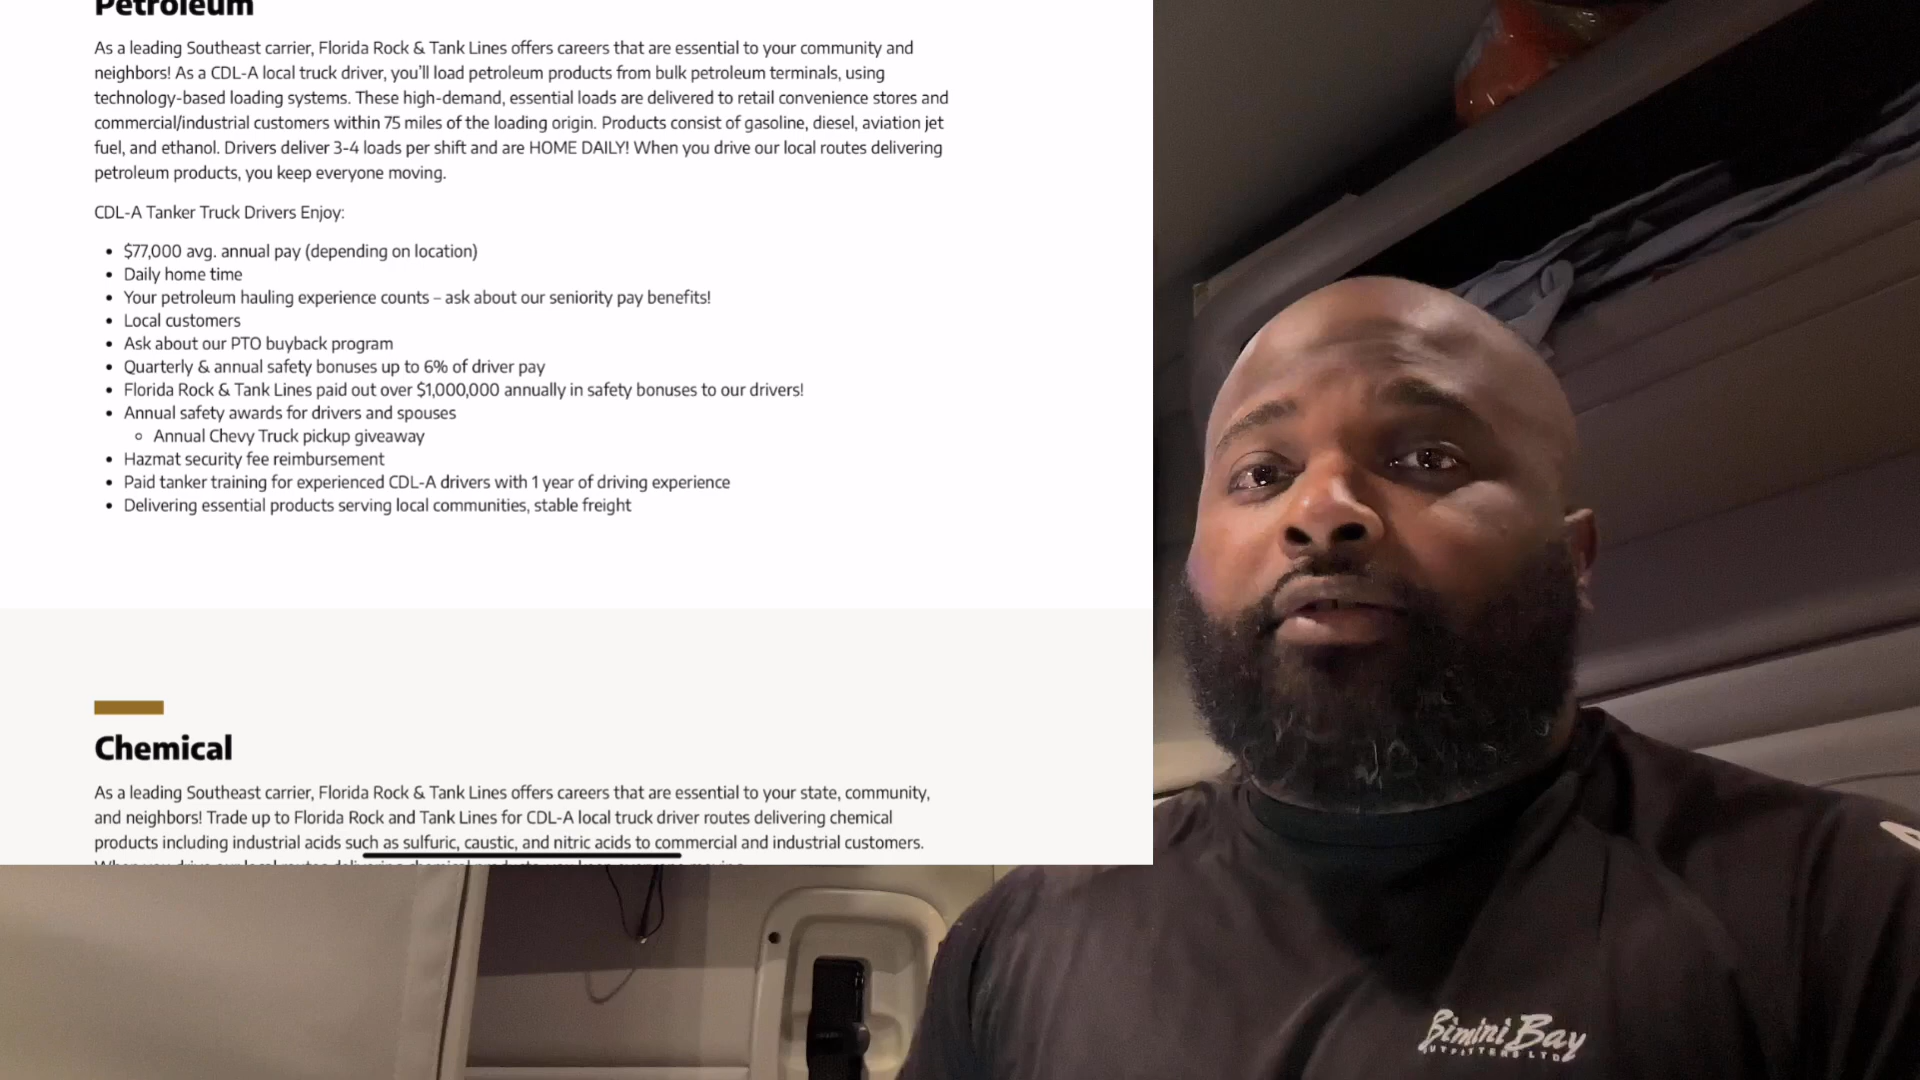 Petroleum
As a leading Southeast carrier, Florida Rock & Tank Lines offers careers that are essential to your community and
neighbors! As a CDL-A local truck driver, you’ll load petroleum products from bulk petroleum terminals, using
technology-based loading systems. These high-demand, essential loads are delivered to retail convenience stores and
commercial/industrial customers within 75 miles of the loading origin. Products consist of gasoline, diesel, aviation jet
fuel, and ethanol. Drivers deliver 3-4 loads per shift and are HOME DAILY! When you drive our local routes delivering
petroleum products, you keep everyone moving.
CDL-A Tanker Truck Drivers Enjoy:
• $77,000 avg. annual pay (depending on location)
• Daily home time
• Your petroleum hauling experience counts – ask about our seniority pay benefits!
• Local customers
• Ask about our PTO buyback program
• Quarterly & annual safety bonuses up to 6% of driver pay
• Florida Rock & Tank Lines paid out over $1,000,000 annually in safety bonuses to our drivers!
• Annual safety awards for drivers and spouses
◦ Annual Chevy Truck pickup giveaway
• Hazmat security fee reimbursement
• Paid tanker training for experienced CDL-A drivers with 1 year of driving experience
• Delivering essential products serving local communities, stable freight
Chemical
As a leading Southeast carrier, Florida Rock & Tank Lines offers careers that are essential to your state, community,
and neighbors! Trade up to Florida Rock and Tank Lines for CDL-A local truck driver routes delivering chemical
products including industrial acids such as sulfuric, caustic, and nitric acids to commercial and industrial customers.
Bimini Bay
OUTFITTERS LTD